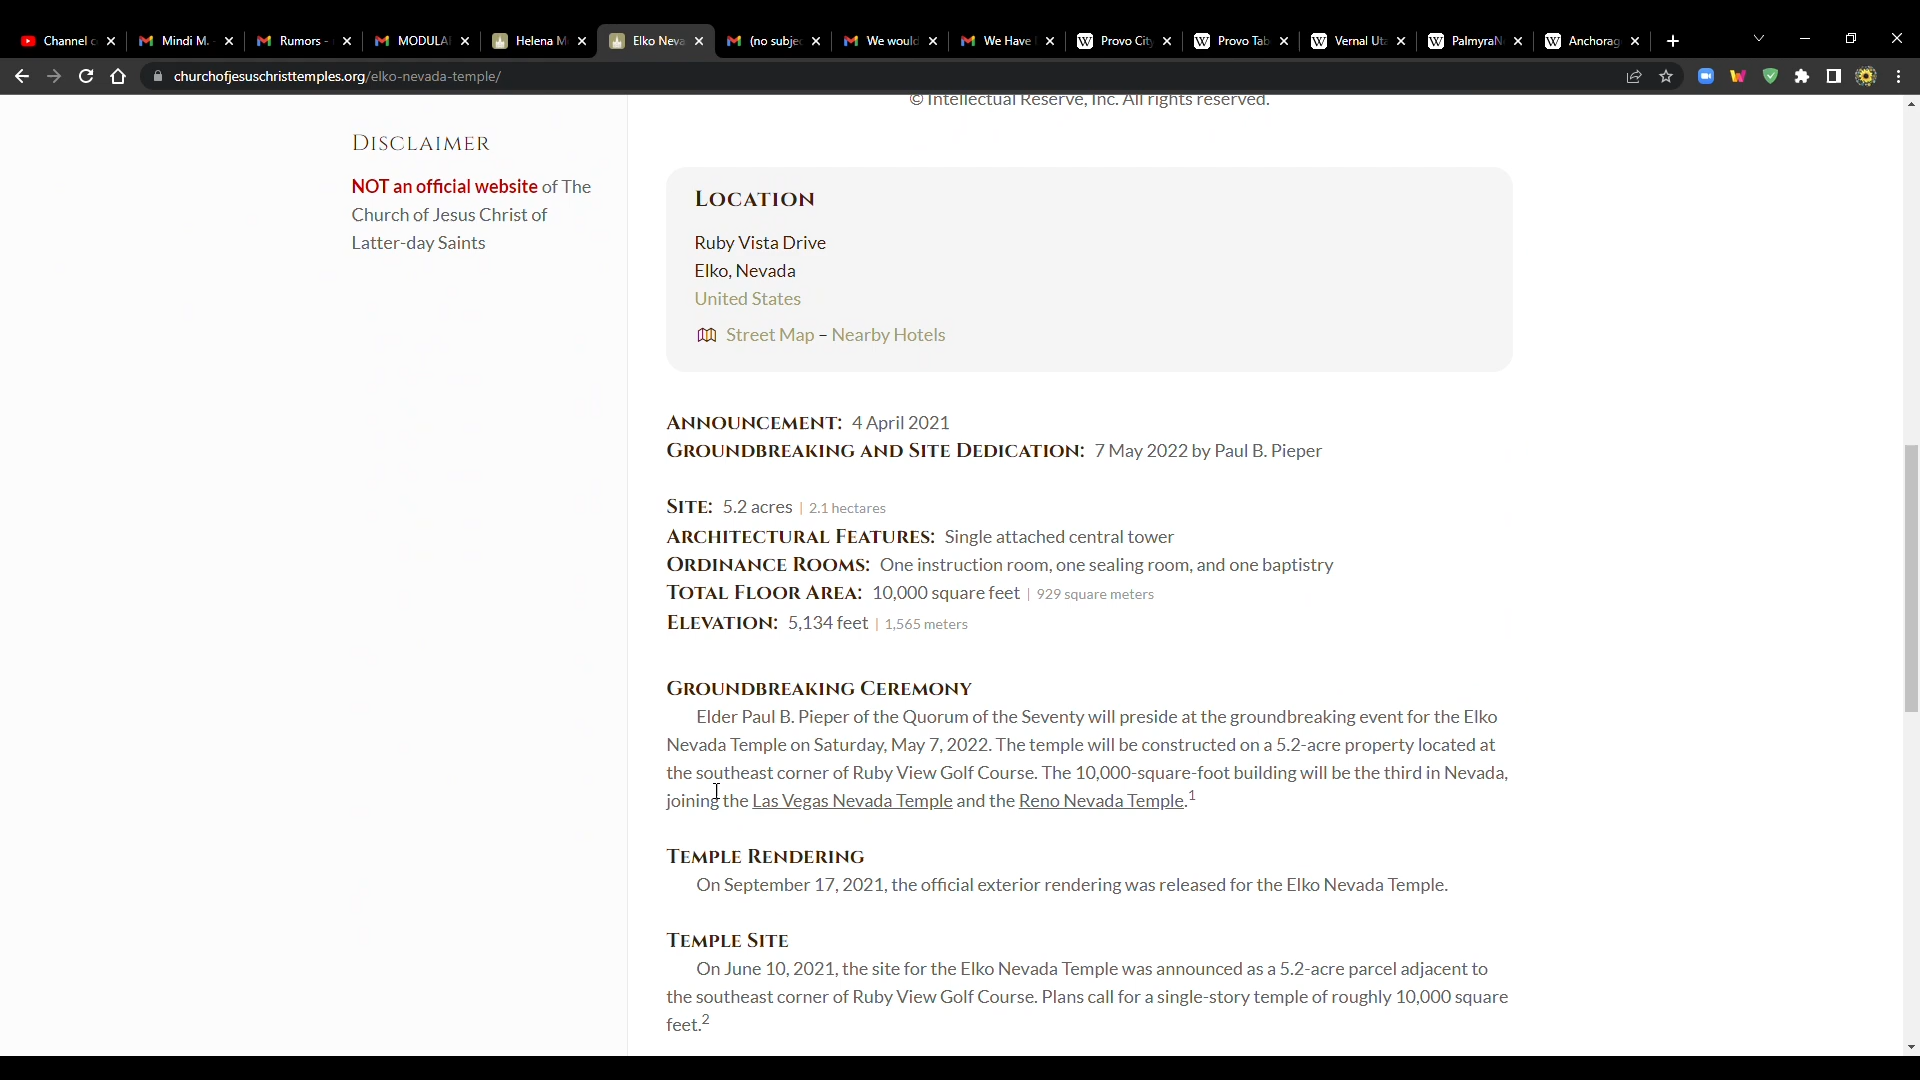 Channel c
Mindi M.
Rumors -
MODULA
Helena M
Elko Neva
(no subje
We would
We Have
Provo City
Provo Tab
Vernal Ut
PalmyraN
Anchorag
churchofjesuschristtemples.org/elko-nevada-temple/
© Intellectual Reserve, Inc. All rights reserved.
DISCLAIMER
NOT an official website of The
Church of Jesus Christ of
Latter-day Saints
LOCATION
Ruby Vista Drive
Elko, Nevada
United States
Street Map – Nearby Hotels
ANNOUNCEMENT: 4 April 2021
GROUNDBREAKING AND SITE DEDICATION: 7 May 2022 by Paul B. Pieper
SITE: 5.2 acres | 2.1 hectares
ARCHITECTURAL FEATURES: Single attached central tower
ORDINANCE ROOMS: One instruction room, one sealing room, and one baptistry
TOTAL FLOOR AREA: 10,000 square feet | 929 square meters
ELEVATION: 5,134 feet | 1,565 meters
GROUNDBREAKING CEREMONY
Elder Paul B. Pieper of the Quorum of the Seventy will preside at the groundbreaking event for the Elko
Nevada Temple on Saturday, May 7, 2022. The temple will be constructed on a 5.2-acre property located at
the southeast corner of Ruby View Golf Course. The 10,000-square-foot building will be the third in Nevada,
joining the Las Vegas Nevada Temple and the Reno Nevada Temple.1
TEMPLE RENDERING
On September 17, 2021, the official exterior rendering was released for the Elko Nevada Temple.
TEMPLE SITE
On June 10, 2021, the site for the Elko Nevada Temple was announced as a 5.2-acre parcel adjacent to
the southeast corner of Ruby View Golf Course. Plans call for a single-story temple of roughly 10,000 square
feet.2